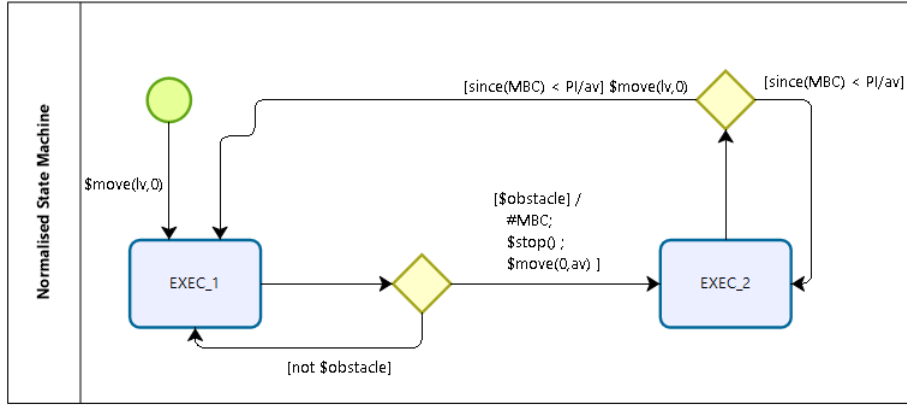 Normalised State Machine
[since(MBC) < PI/av] $move(lv,0)
[since(MBC) < PI/av]
$move(lv,0)
[$obstacle] /
#MBC;
$stop() ;
$move(0,av) ]
EXEC_1
EXEC_2
[not $obstacle]